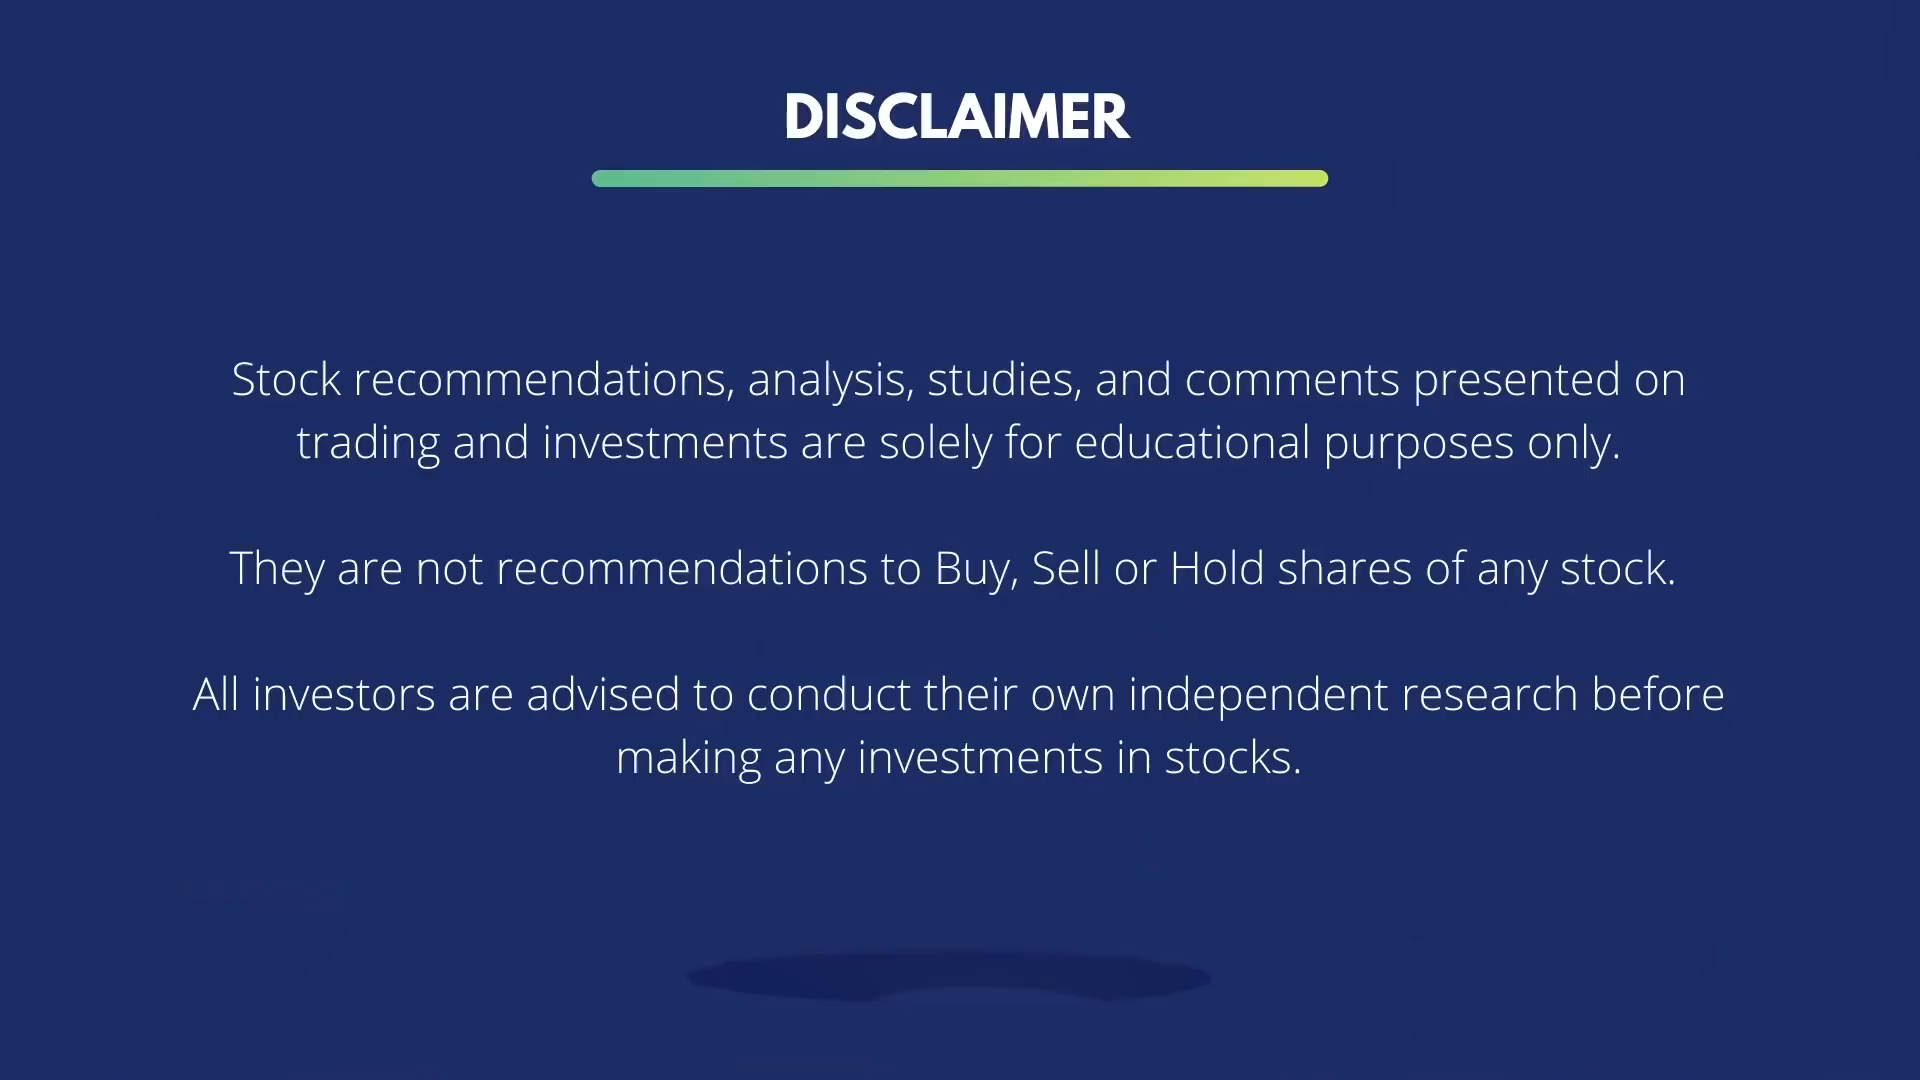 DISCLAIMER
Stock recommendations, analysis, studies, and comments presented on
trading and investments are solely for educational purposes only.
They are not recommendations to Buy, Sell or Hold shares of any stock.
All investors are advised to conduct their own independent research before
making any investments in stocks.